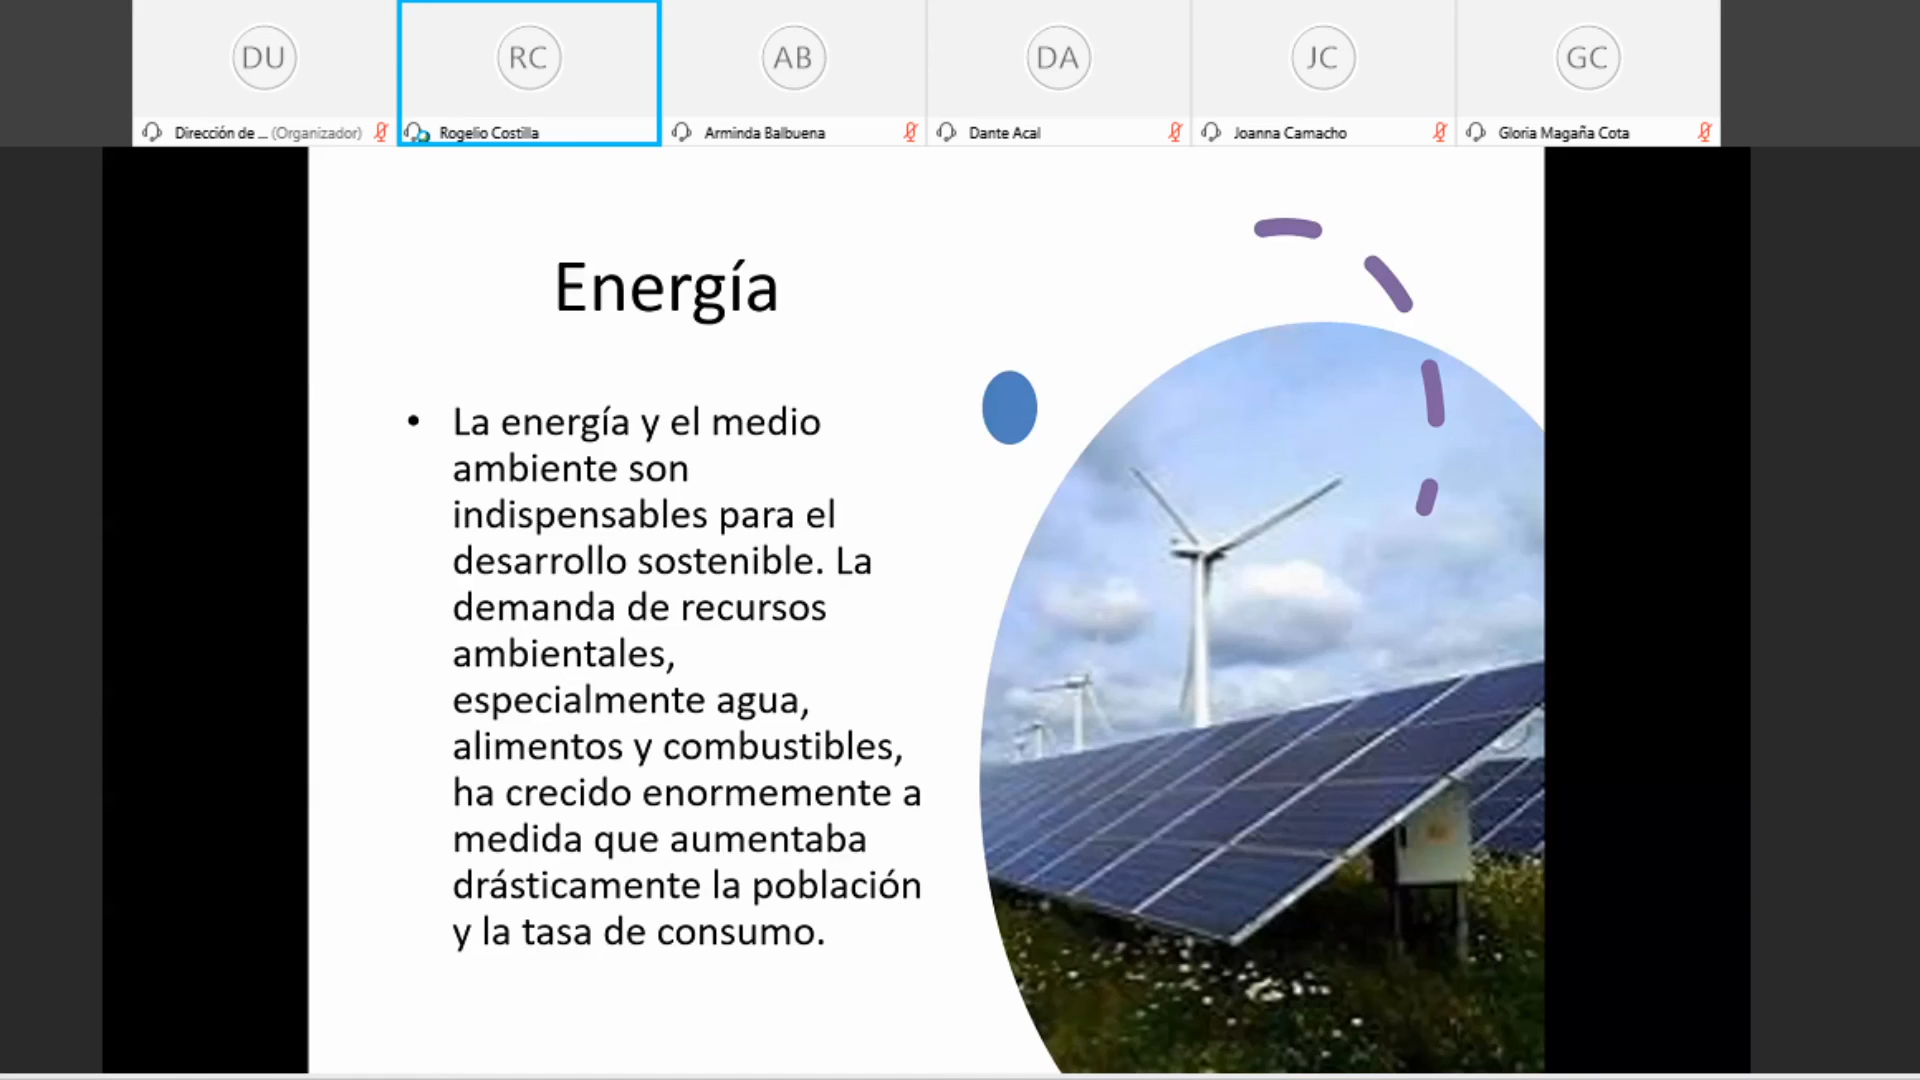 DU
RC
AB
DA
JC
GC
Dirección de ... (Organizador)
Rogelio Costilla
Arminda Balbuena
Dante Acal
Joanna Camacho
Gloria Magaña Cota
Energía
• La energía y el medio
ambiente son
indispensables para el
desarrollo sostenible. La
demanda de recursos
ambientales,
especialmente agua,
alimentos y combustibles,
ha crecido enormemente a
medida que aumentaba
drásticamente la población
y la tasa de consumo.